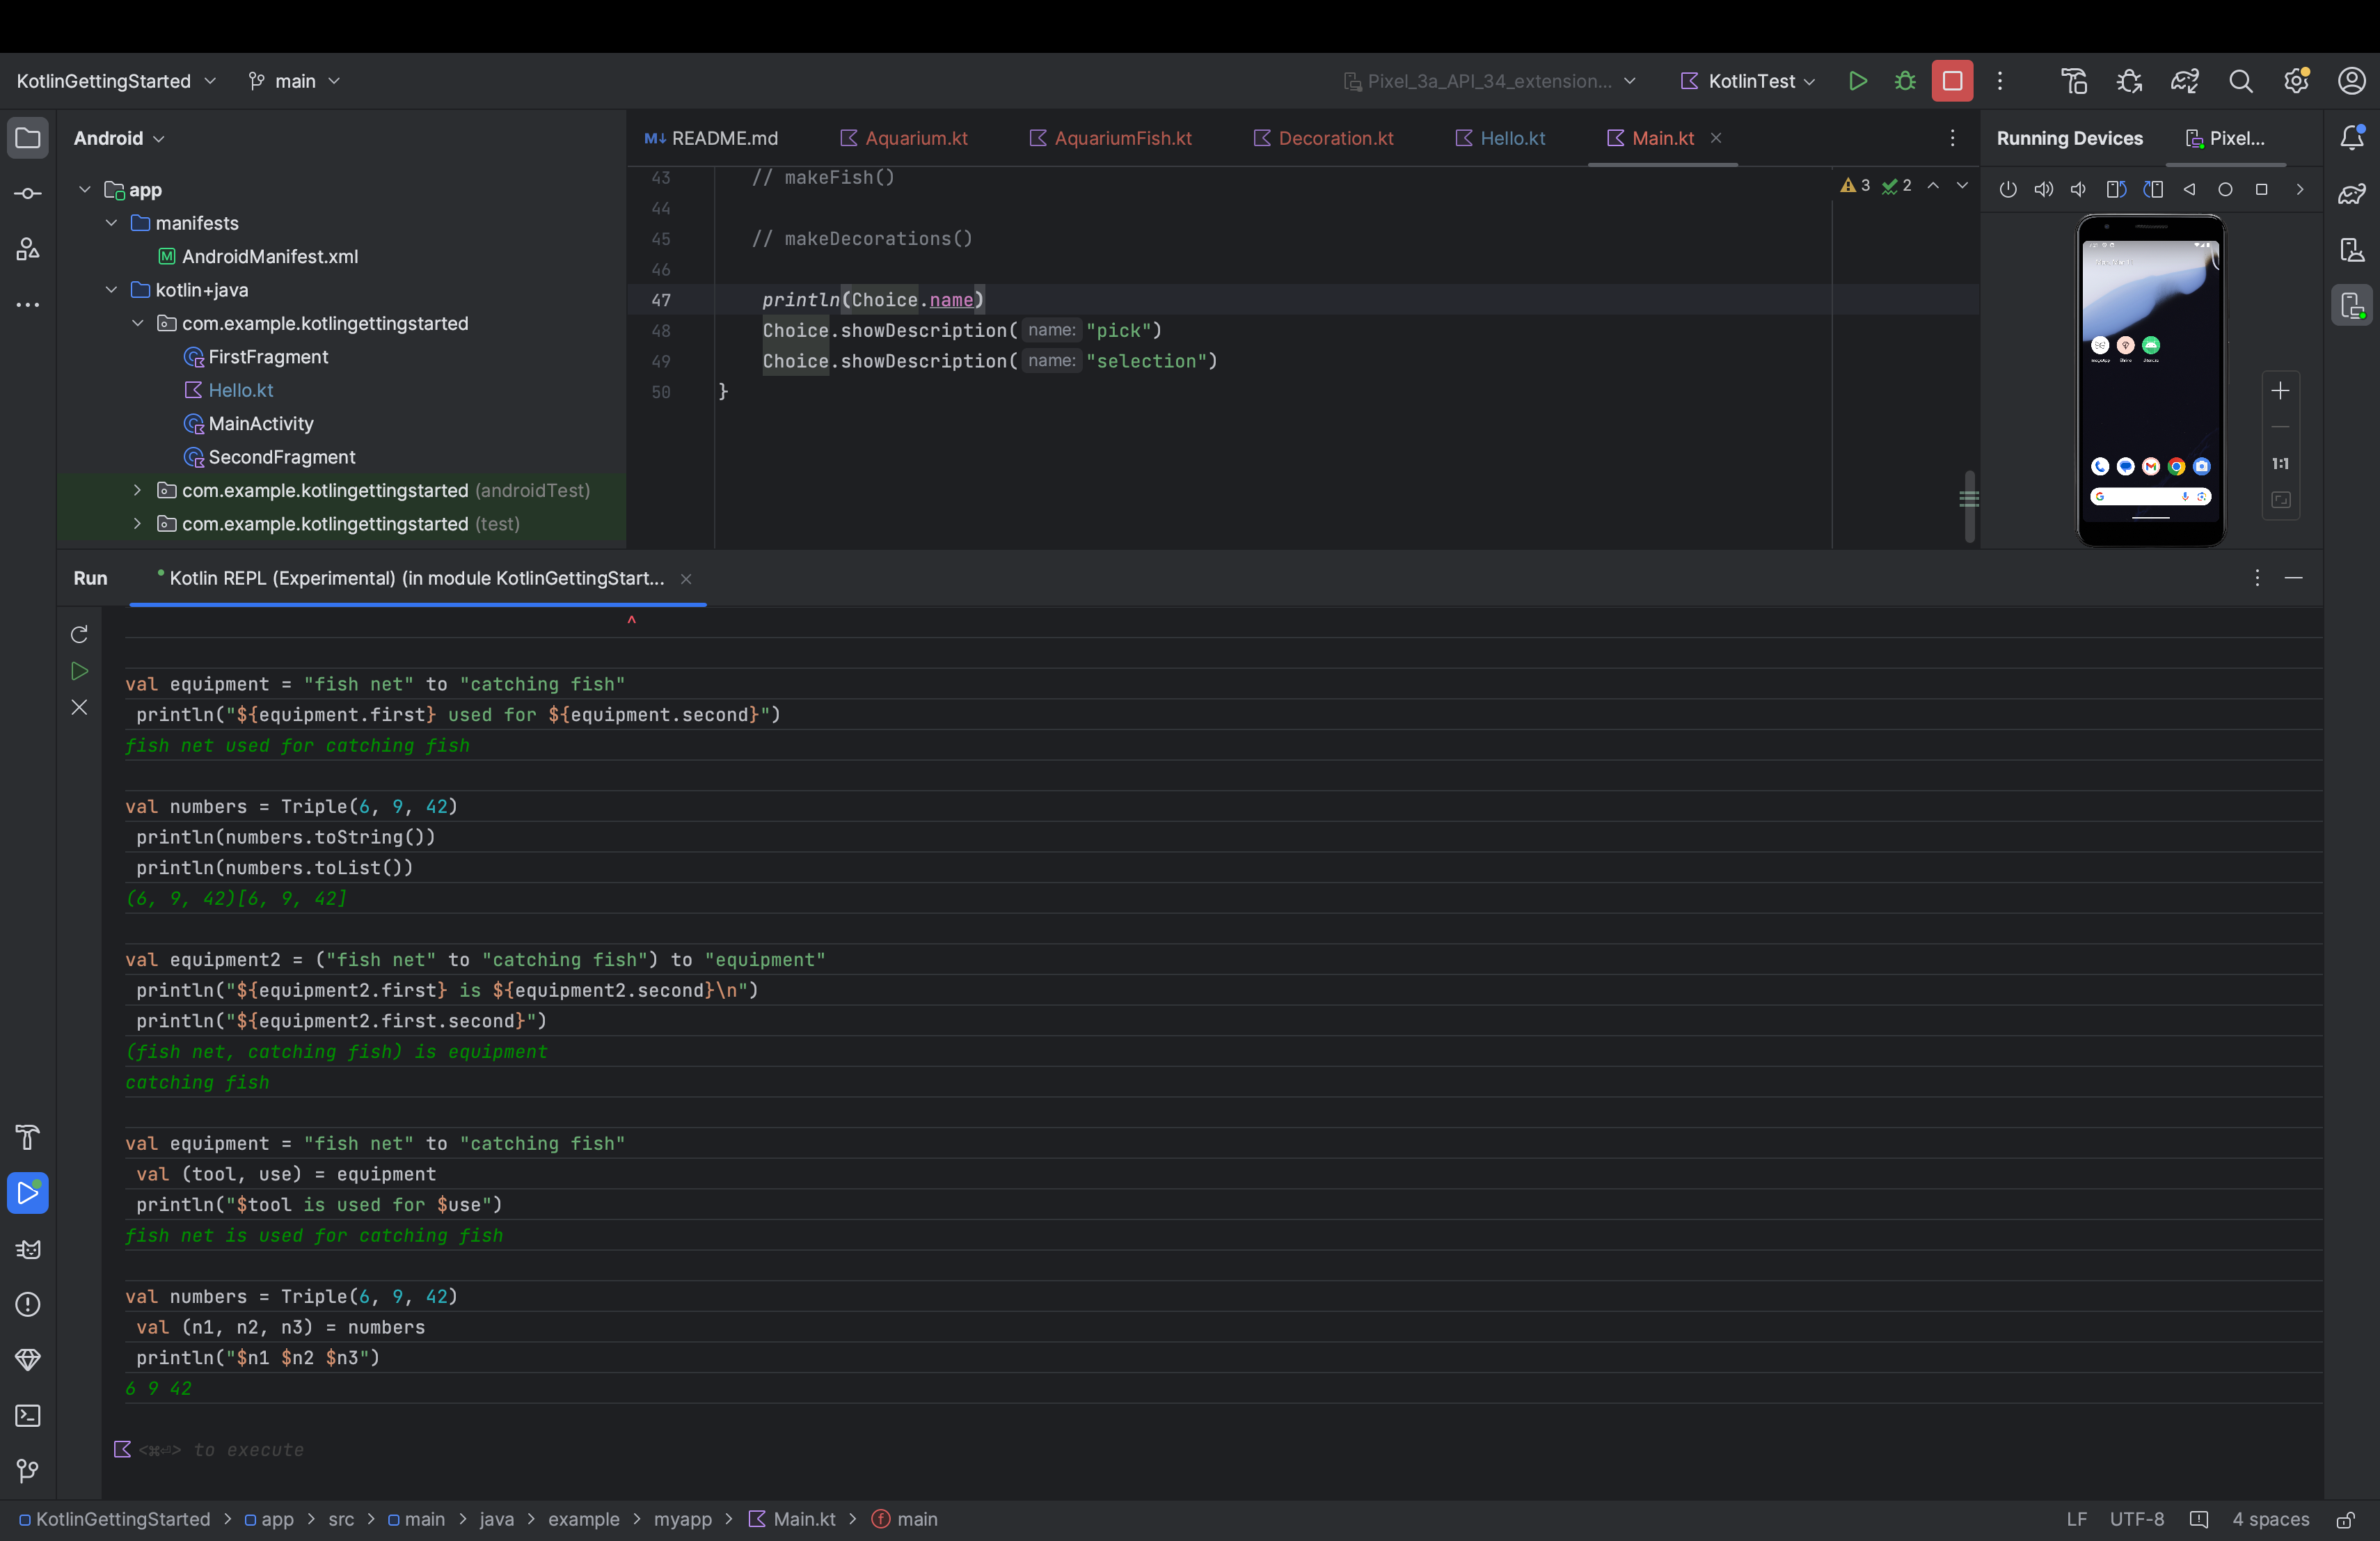 KotlinGettingStarted main Pixel_3a_API_34_extension... KotlinTest
Android
app
manifests
AndroidManifest.xml
kotlin+java
com.example.kotlingettingstarted
FirstFragment
Hello.kt
MainActivity
SecondFragment
com.example.kotlingettingstarted (androidTest)
com.example.kotlingettingstarted (test)
README.md Aquarium.kt AquariumFish.kt Decoration.kt Hello.kt Main.kt
3 2
43 // makeFish()
44
45 // makeDecorations()
46
47 println(Choice.name)
48 Choice.showDescription( name: "pick")
49 Choice.showDescription( name: "selection")
50 }
Running Devices Pixel...
1:1
Run Kotlin REPL (Experimental) (in module KotlinGettingStart...
^
val equipment = "fish net" to "catching fish"
println("${equipment.first} used for ${equipment.second}")
fish net used for catching fish
val numbers = Triple(6, 9, 42)
println(numbers.toString())
println(numbers.toList())
(6, 9, 42)[6, 9, 42]
val equipment2 = ("fish net" to "catching fish") to "equipment"
println("${equipment2.first} is ${equipment2.second}\n")
println("${equipment2.first.second}")
(fish net, catching fish) is equipment
catching fish
val equipment = "fish net" to "catching fish"
val (tool, use) = equipment
println("$tool is used for $use")
fish net is used for catching fish
val numbers = Triple(6, 9, 42)
val (n1, n2, n3) = numbers
println("$n1 $n2 $n3")
6 9 42
<⌘⏎> to execute
KotlinGettingStarted > app > src > main > java > example > myapp > Main.kt > main
LF UTF-8 4 spaces